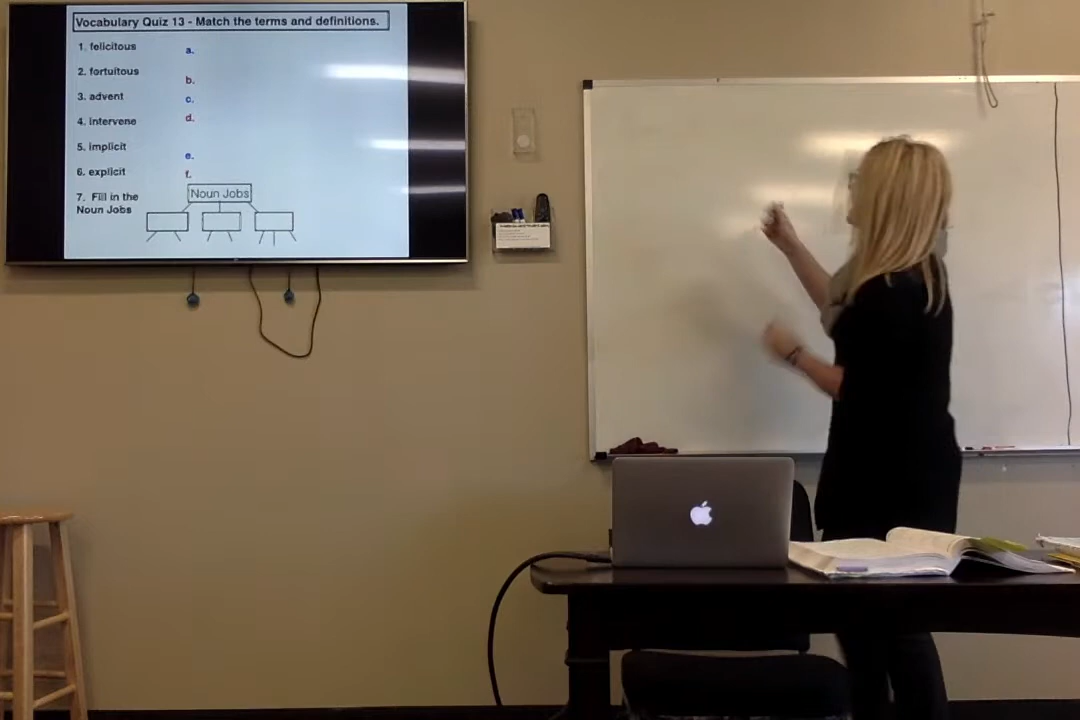 Vocabulary Quiz 13 - Match the terms and definitions.
1. felicitous
a.
2. fortuitous
b.
3. advent
c.
4. intervene
d.
5. implicit
e.
6. explicit
f.
7. Fill in the
Noun Jobs
Noun Jobs